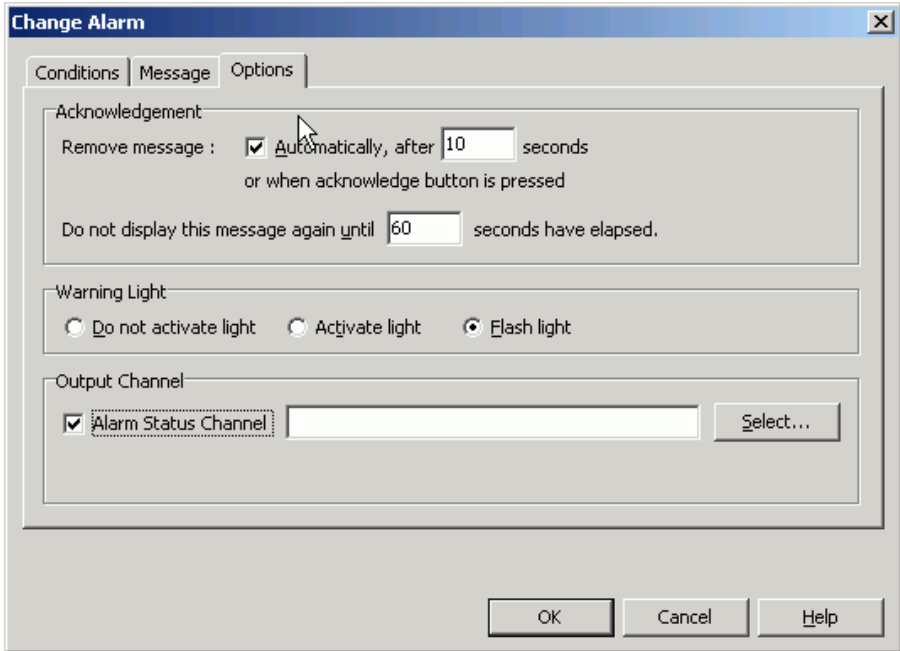 Change Alarm
Conditions Message Options
Acknowledgement
Remove message : Automatically, after 10 seconds
or when acknowledge button is pressed
Do not display this message again until 60 seconds have elapsed.
Warning Light
Do not activate light Activate light Flash light
Output Channel
Alarm Status Channel Select...
OK Cancel Help